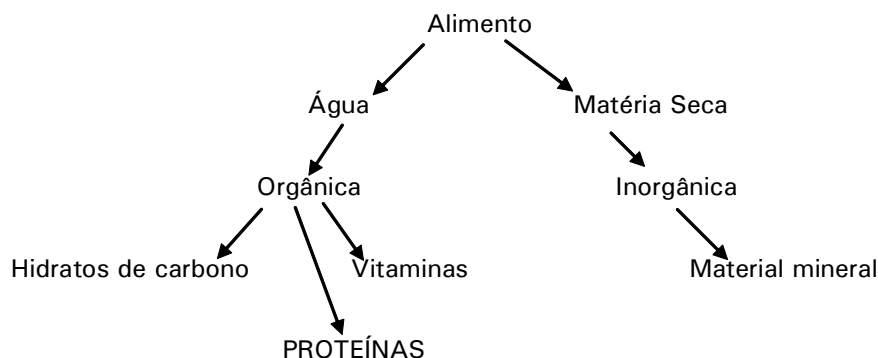 Alimento
Água
Matéria Seca
Orgânica
Inorgânica
Hidratos de carbono
Vitaminas
Material mineral
PROTEÍNAS